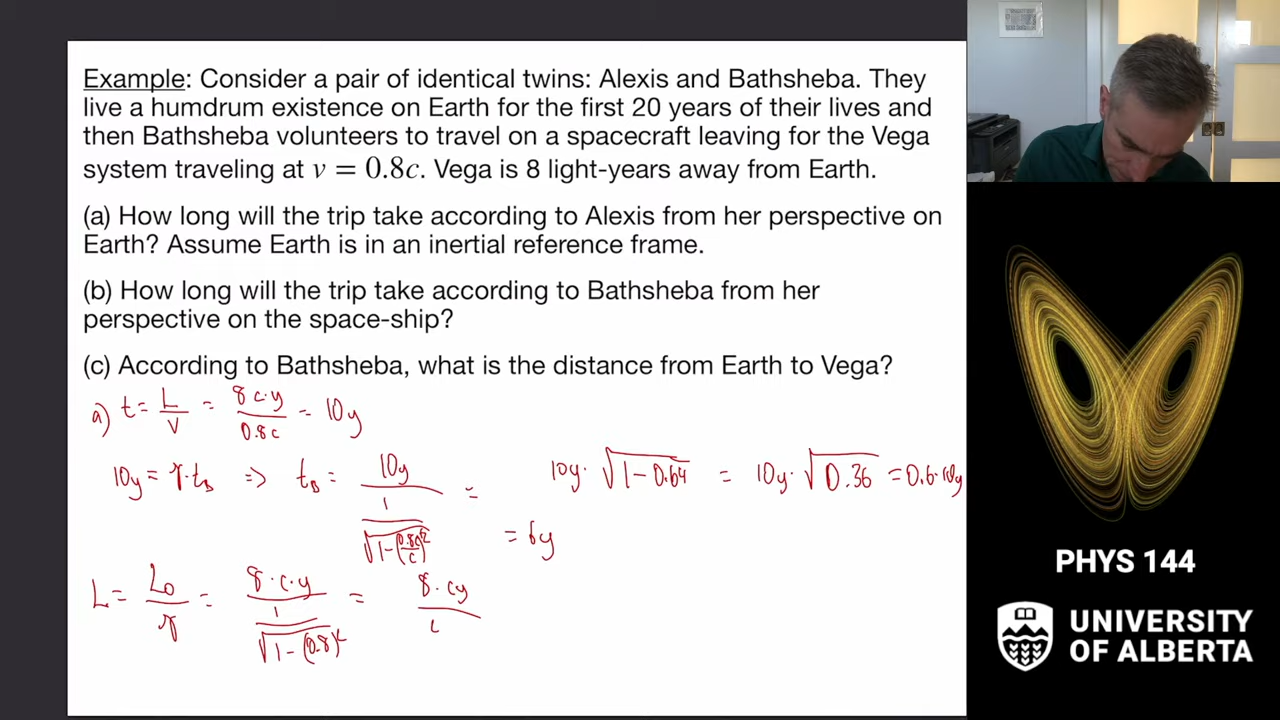 Example: Consider a pair of identical twins: Alexis and Bathsheba. They
live a humdrum existence on Earth for the first 20 years of their lives and
then Bathsheba volunteers to travel on a spacecraft leaving for the Vega
system traveling at v = 0.8c. Vega is 8 light-years away from Earth.
(a) How long will the trip take according to Alexis from her perspective on
Earth? Assume Earth is in an inertial reference frame.
(b) How long will the trip take according to Bathsheba from her
perspective on the space-ship?
(c) According to Bathsheba, what is the distance from Earth to Vega?
a) t = L/V = 8 c·y / 0.8c = 10y
10y = γ·t_B ⇒ t_B = 10y / (1/√(1-(0.8c/c)²)) = 10y·√(1-0.64) = 10y·√0.36 = 0.6·10y
= 6y
L = L₀/γ = 8·c·y / (1/√(1-(0.8)²)) = 8·cy
PHYS 144
UNIVERSITY
OF ALBERTA